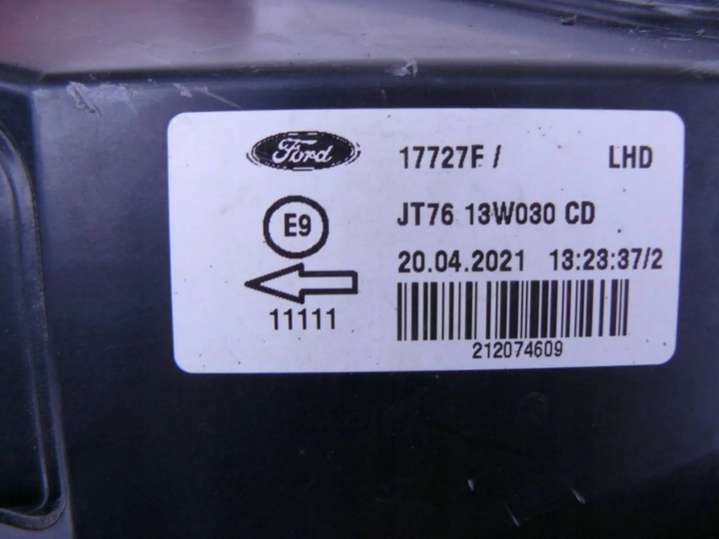 Ford
17727F / LHD
E9
JT76 13W030 CD
20.04.2021 13:23:37/2
11111
212074609